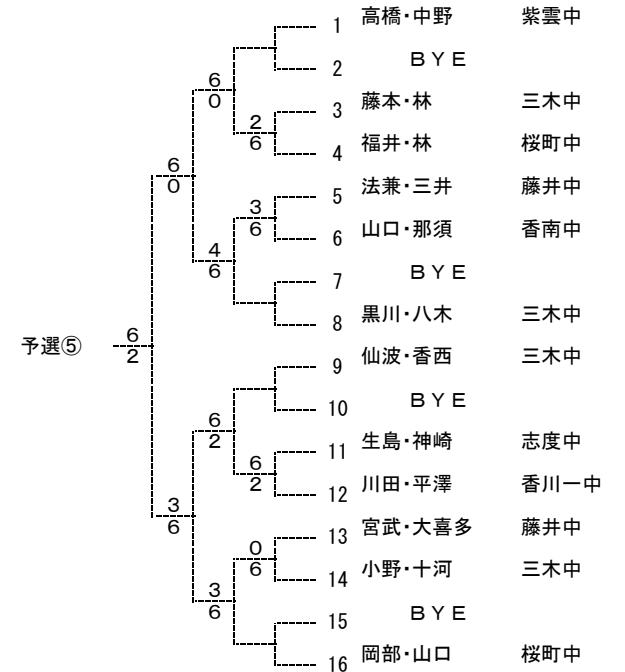 1 高橋・中野 紫雲中
2 ＢＹＥ
6
0
3 藤本・林 三木中
2
6
4 福井・林 桜町中
6
0
5 法兼・三井 藤井中
3
6
6 山口・那須 香南中
4
6
7 ＢＹＥ
8 黒川・八木 三木中
予選⑤
6
2
9 仙波・香西 三木中
10 ＢＹＥ
6
2
11 生島・神崎 志度中
6
2
12 川田・平澤 香川一中
3
6
13 宮武・大喜多 藤井中
0
6
14 小野・十河 三木中
3
6
15 ＢＹＥ
16 岡部・山口 桜町中